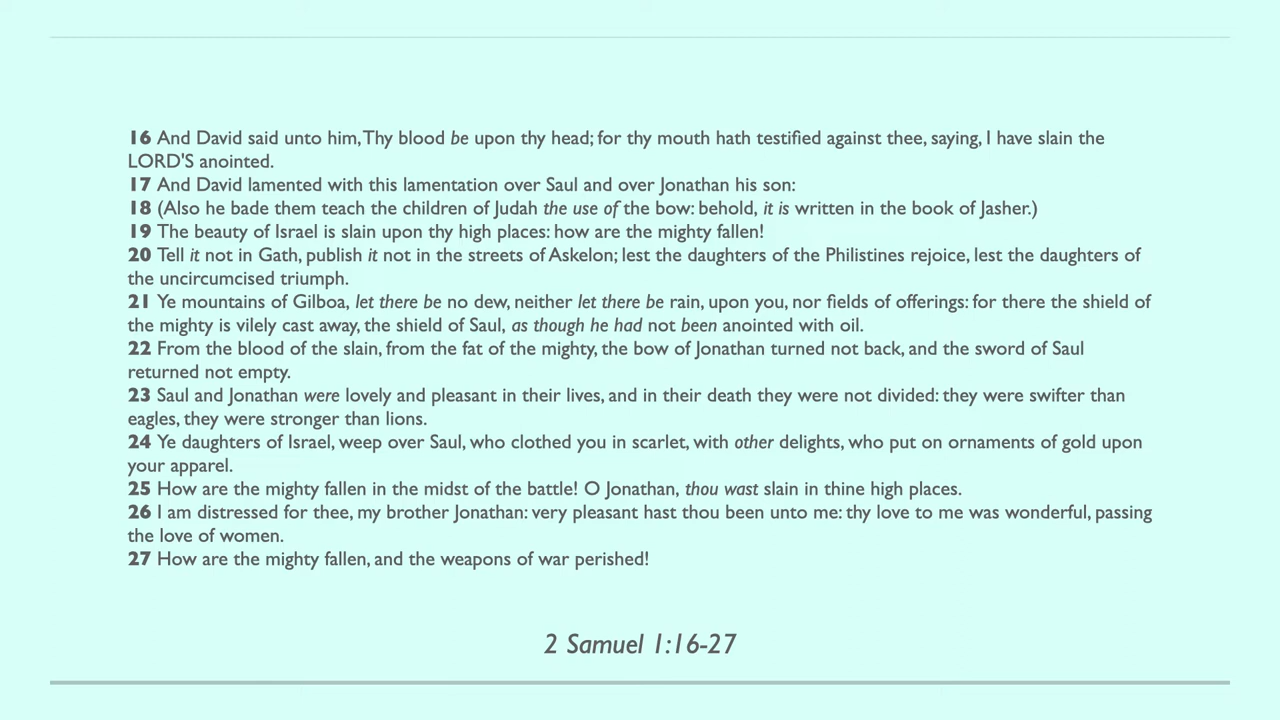 16 And David said unto him, Thy blood be upon thy head; for thy mouth hath testified against thee, saying, I have slain the
LORD'S anointed.
17 And David lamented with this lamentation over Saul and over Jonathan his son:
18 (Also he bade them teach the children of Judah the use of the bow: behold, it is written in the book of Jasher.)
19 The beauty of Israel is slain upon thy high places: how are the mighty fallen!
20 Tell it not in Gath, publish it not in the streets of Askelon; lest the daughters of the Philistines rejoice, lest the daughters of
the uncircumcised triumph.
21 Ye mountains of Gilboa, let there be no dew, neither let there be rain, upon you, nor fields of offerings: for there the shield of
the mighty is vilely cast away, the shield of Saul, as though he had not been anointed with oil.
22 From the blood of the slain, from the fat of the mighty, the bow of Jonathan turned not back, and the sword of Saul
returned not empty.
23 Saul and Jonathan were lovely and pleasant in their lives, and in their death they were not divided: they were swifter than
eagles, they were stronger than lions.
24 Ye daughters of Israel, weep over Saul, who clothed you in scarlet, with other delights, who put on ornaments of gold upon
your apparel.
25 How are the mighty fallen in the midst of the battle! O Jonathan, thou wast slain in thine high places.
26 I am distressed for thee, my brother Jonathan: very pleasant hast thou been unto me: thy love to me was wonderful, passing
the love of women.
27 How are the mighty fallen, and the weapons of war perished!
2 Samuel 1:16-27